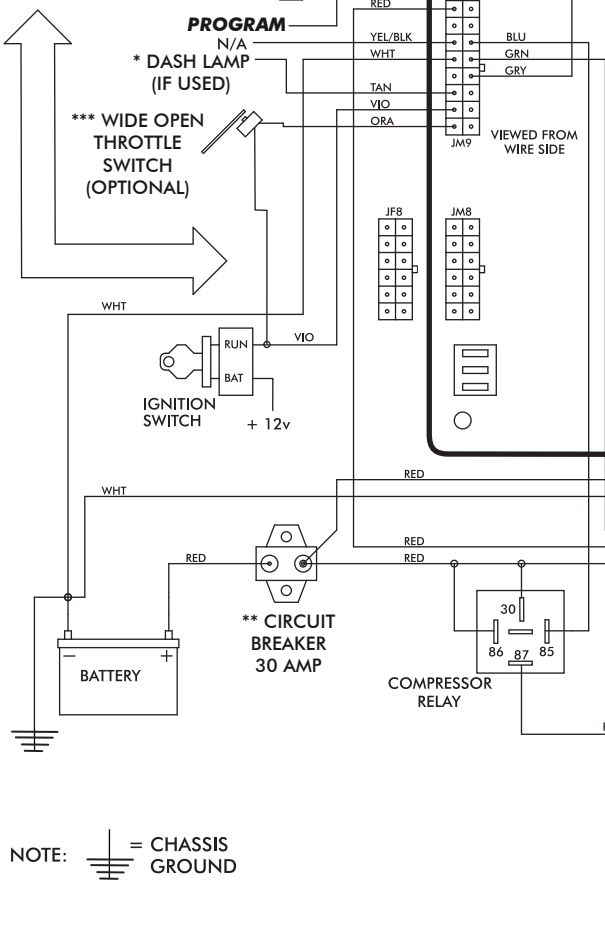 RED
PROGRAM
N/A
YEL/BLK
BLU
* DASH LAMP
(IF USED)
WHT
GRN
GRY
TAN
VIO
ORA
*** WIDE OPEN
THROTTLE
SWITCH
(OPTIONAL)
JM9
VIEWED FROM
WIRE SIDE
JF8
JM8
WHT
RUN
VIO
BAT
IGNITION
SWITCH
+ 12v
RED
WHT
RED
RED
RED
** CIRCUIT
BREAKER
30 AMP
30
86
87
85
BATTERY
COMPRESSOR
RELAY
NOTE:
= CHASSIS
GROUND